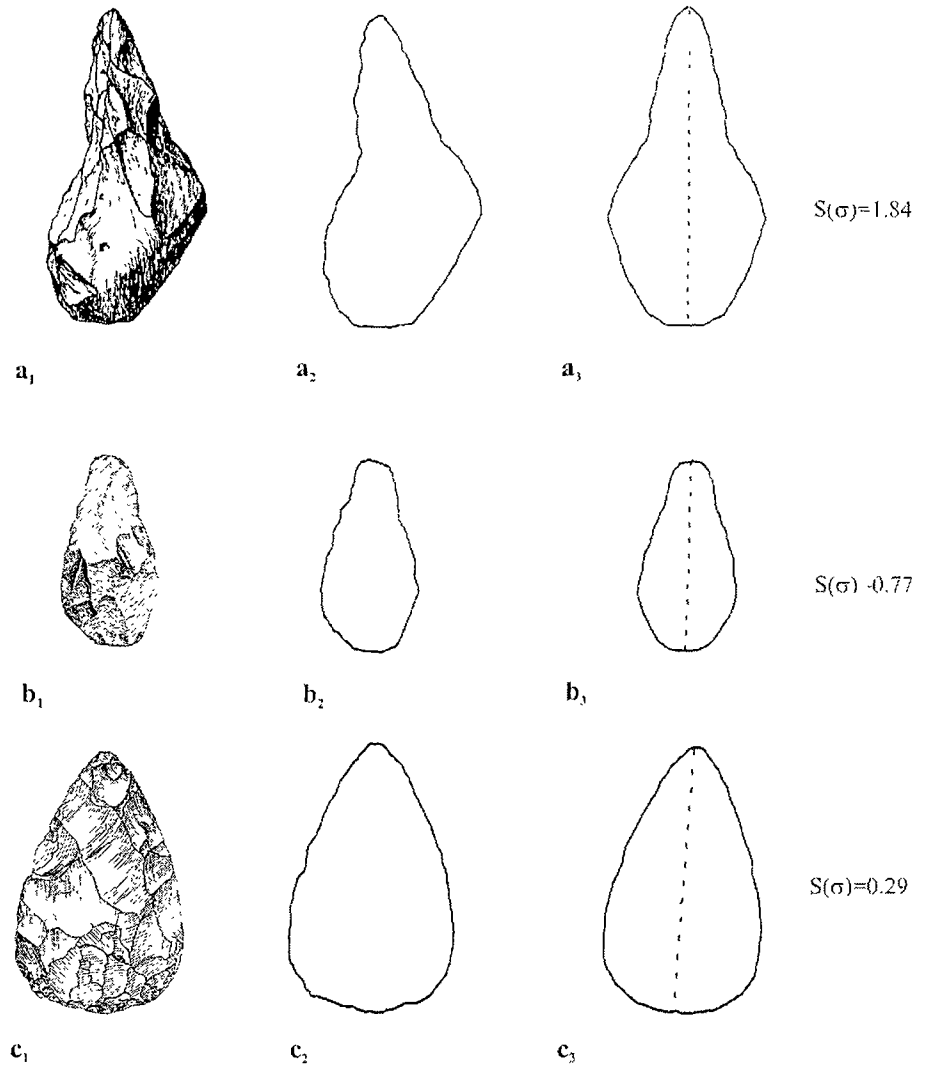 S(σ)=1.84
a₁ a₂ a₃
S(σ) -0.77
b₁ b₂ b₃
S(σ)=0.29
c₁ c₂ c₃